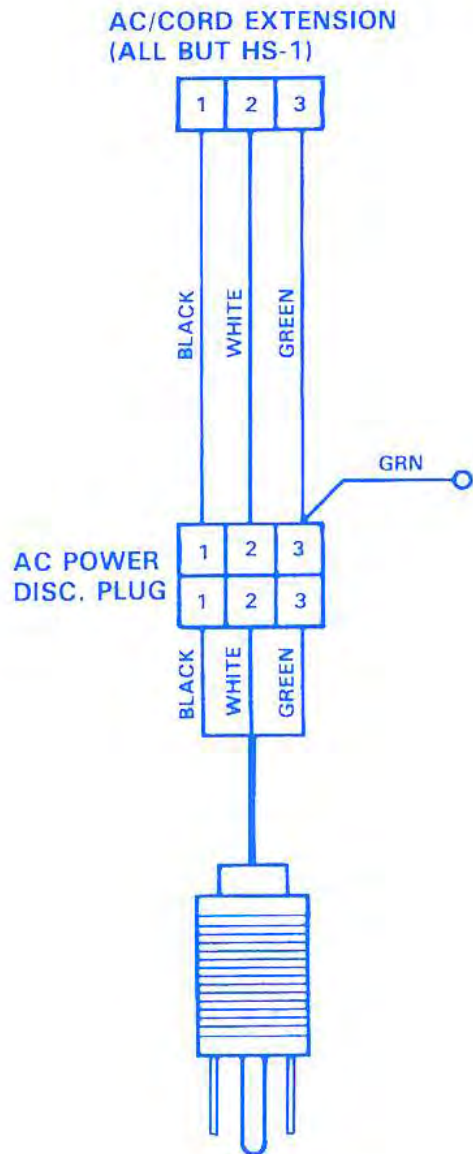 AC/CORD EXTENSION
(ALL BUT HS-1)
1 2 3
BLACK
WHITE
GREEN
GRN
AC POWER
DISC. PLUG
1 2 3
1 2 3
BLACK
WHITE
GREEN